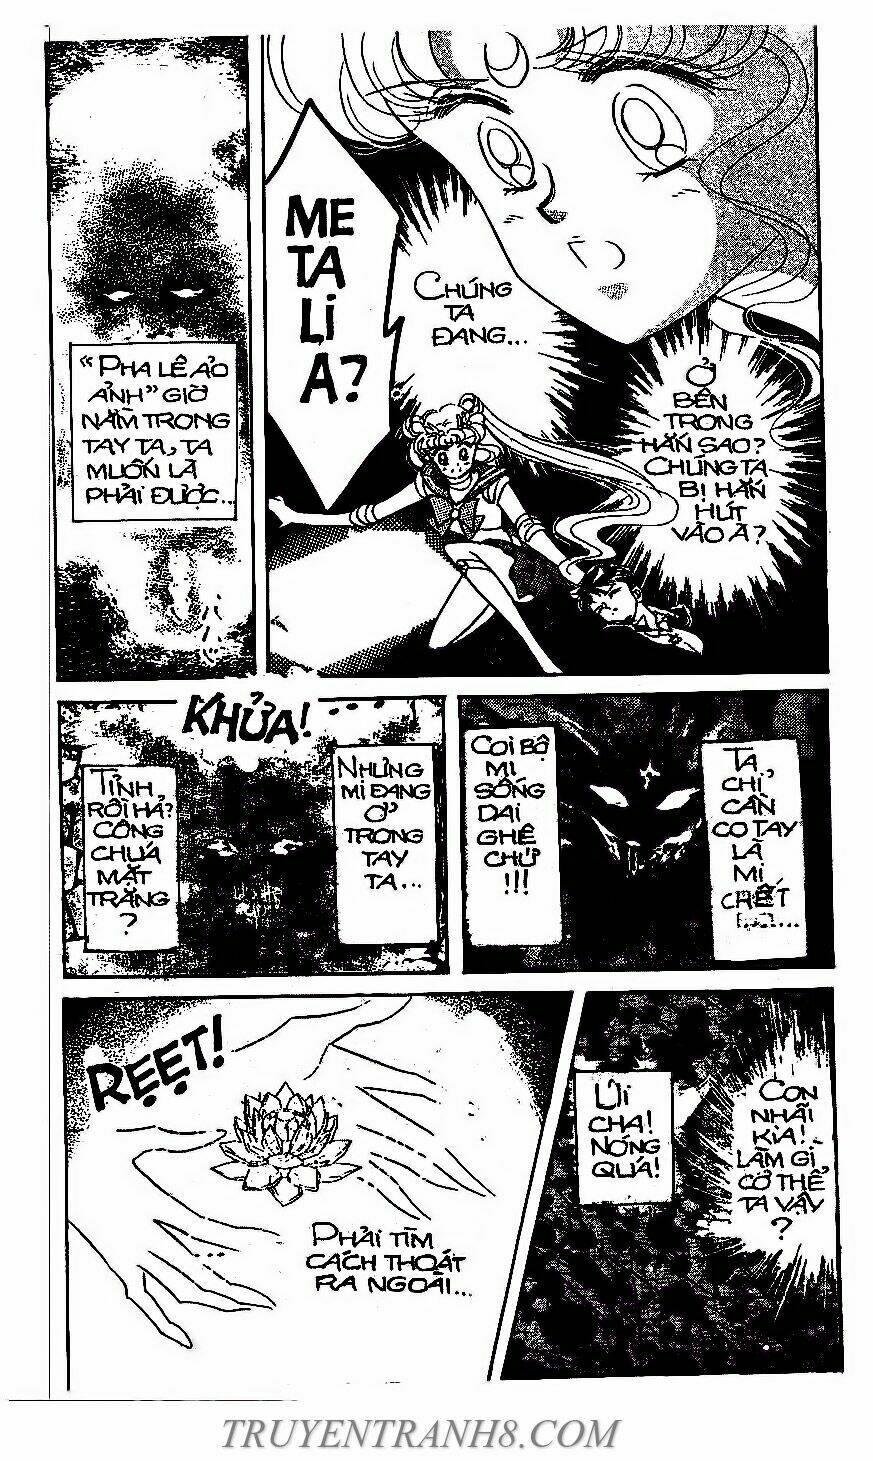 ME
TA
LI
A?
CHÚNG
TA
ĐANG...
Ở
BÊN
TRONG
HẮN SAO?
CHÚNG TA
BỊ HẮN
HÚT
VÀO À?
"PHA LÊ ẢO
ẢNH" GIỜ
NẰM TRONG
TAY TA, TA
MUỐN LÀ
PHẢI ĐƯỢC...
TA
CHỈ
CẦN
CO TAY
LÀ
MI
CHẾT
COI BỘ
MI
SỐNG
DAI
GHÊ
CHỨ
!!!
KHỬA!
NHƯNG
MI ĐANG
Ở
TRONG
TAY
TA...
TỈNH
RỒI HẢ?
CÔNG
CHÚA
MẶT
TRĂNG
?
CON
NHÃI
KÌA!
LÀM GÌ
CƠ THỂ
TA VẬY
?
ÚI
CHA!
NÓNG
QUÁ!
RẸẸT!
PHẢI TÌM
CÁCH THOÁT
RA NGOÀI...
TRUYENTRANH8.COM